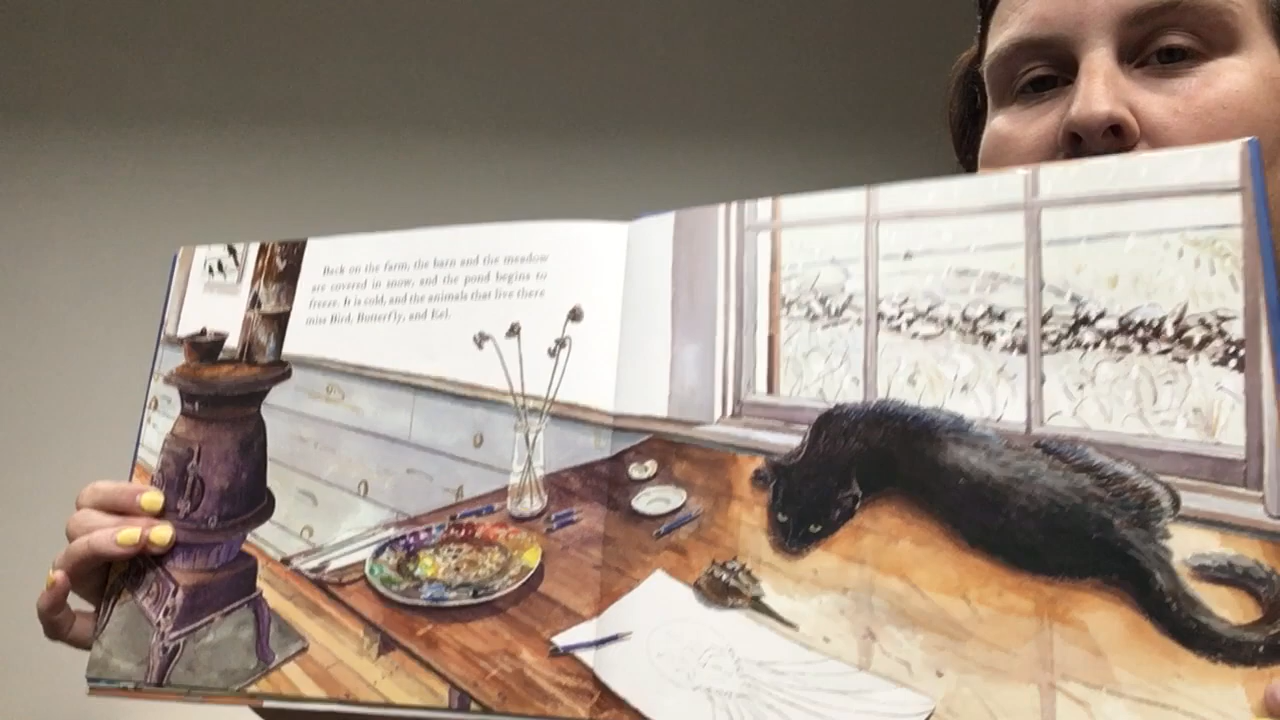 Back on the farm, the barn and the meadow
are covered in snow, and the pond begins to
freeze. It is cold, and the animals that live there
miss Bird, Butterfly, and Eel.